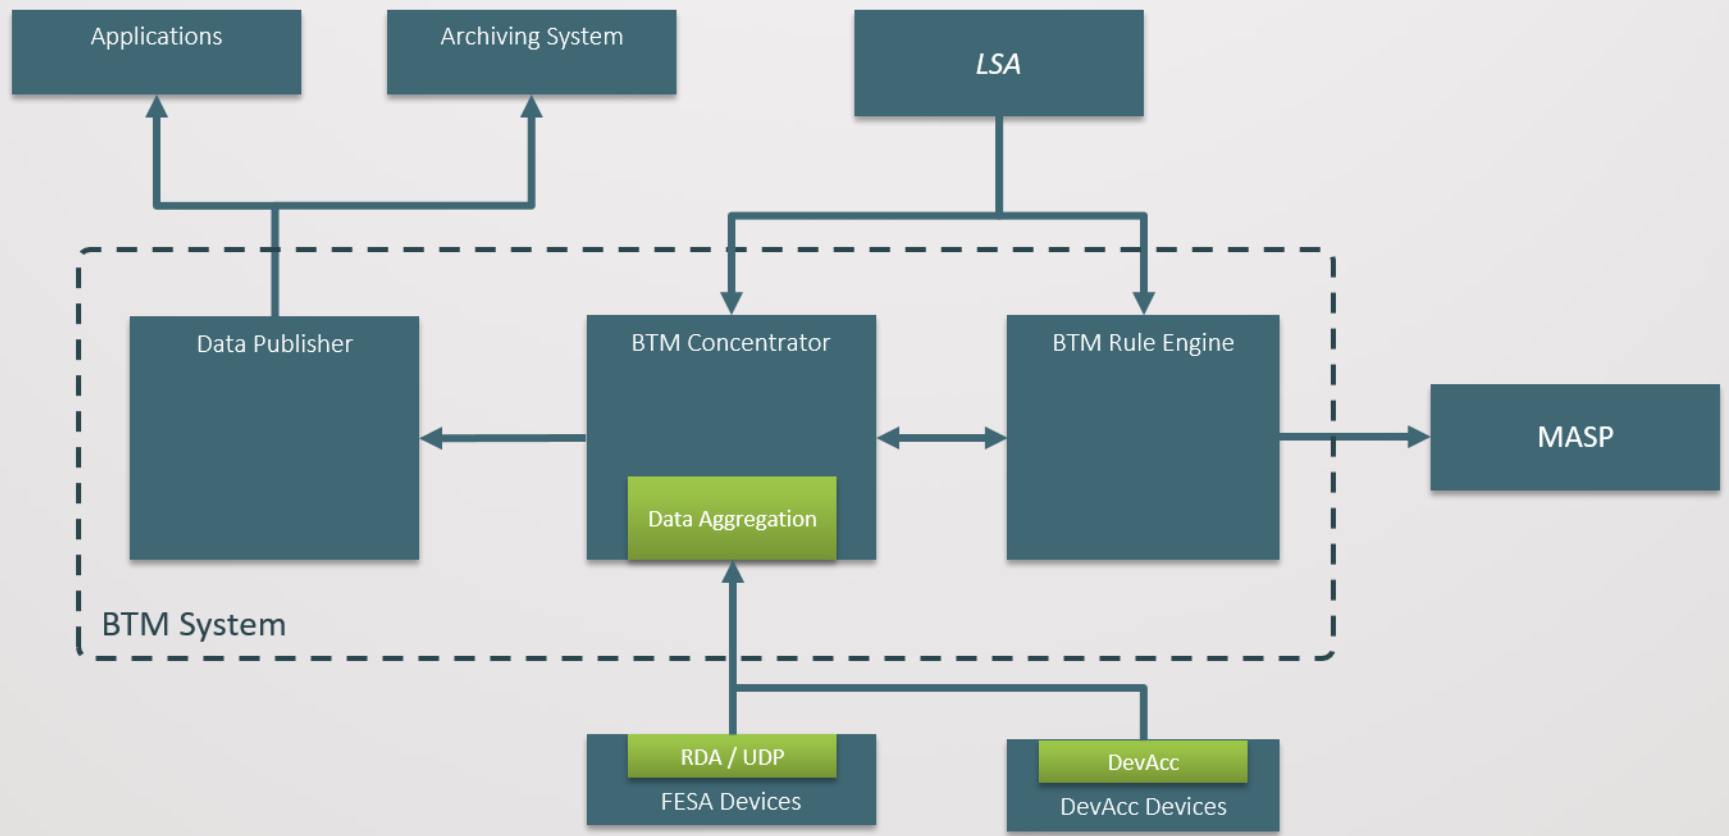 Applications
Archiving System
LSA
Data Publisher
BTM Concentrator
BTM Rule Engine
MASP
Data Aggregation
BTM System
RDA / UDP
FESA Devices
DevAcc
DevAcc Devices